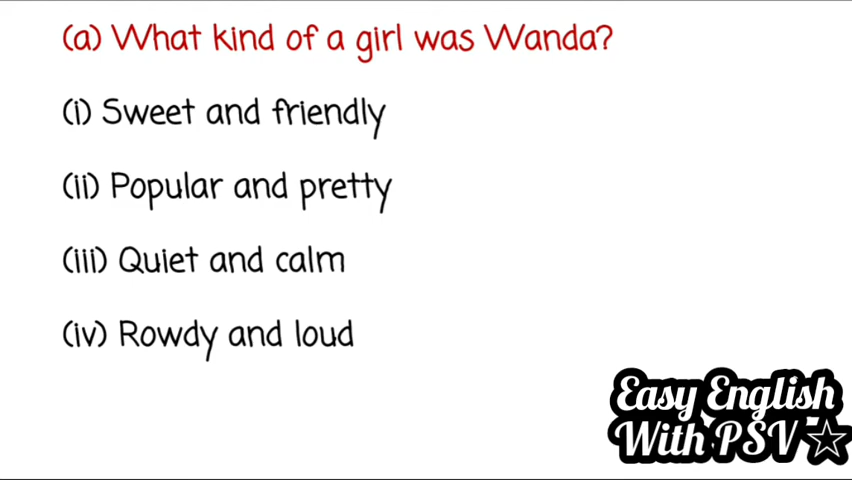 (a) What kind of a girl was Wanda?
(i) Sweet and friendly
(ii) Popular and pretty
(iii) Quiet and calm
(iv) Rowdy and loud
Easy English
With PSV☆